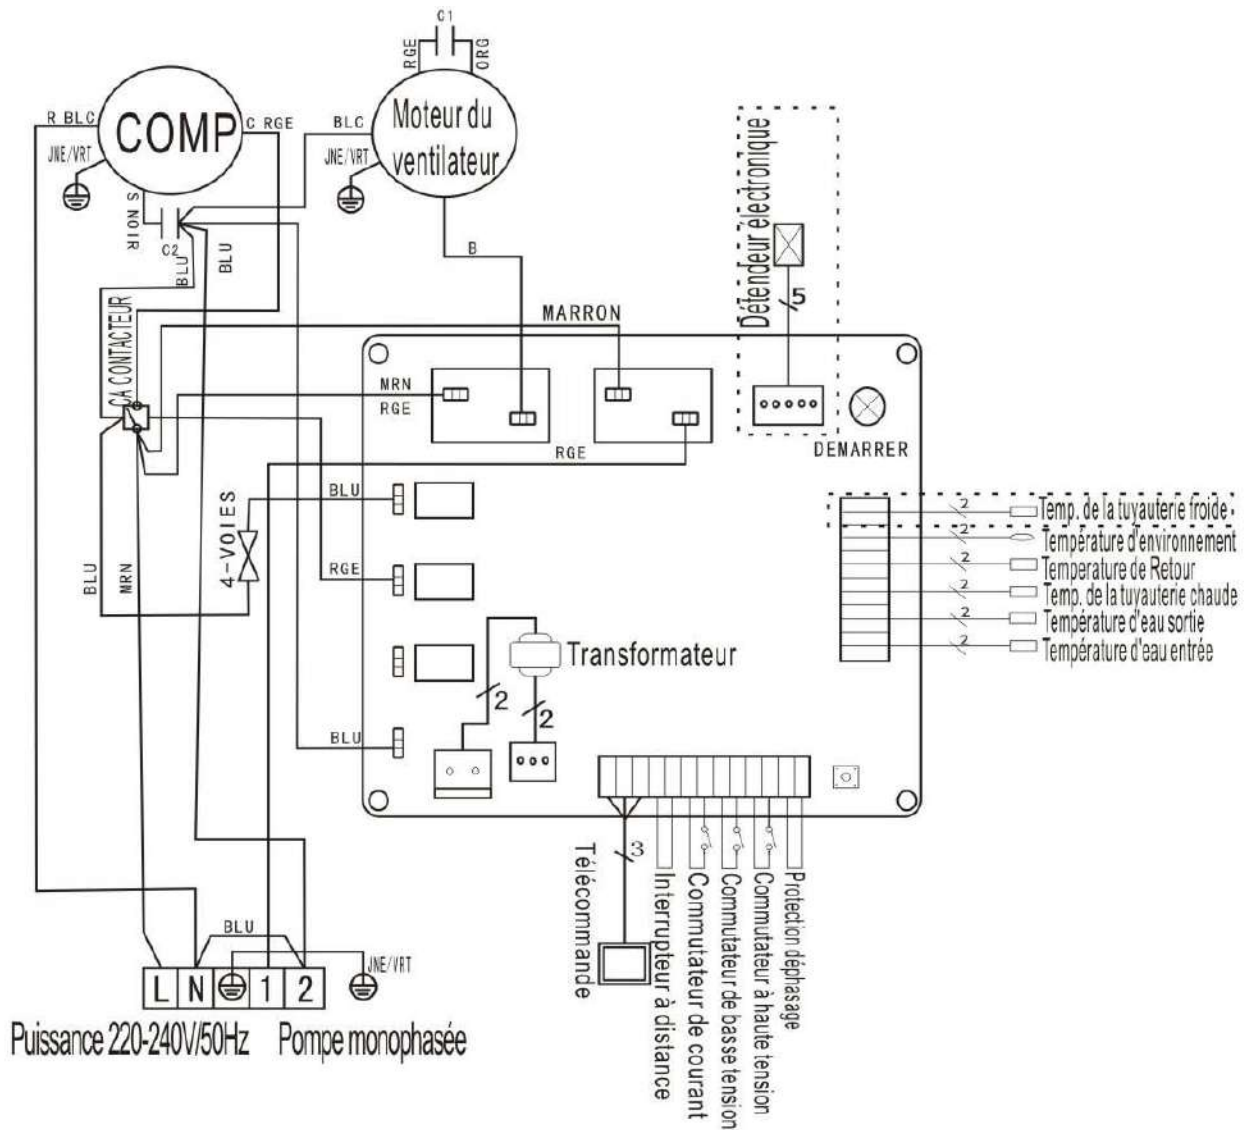 C1
RGE
ORG
R BLC
COMP
C RGE
BLC
Moteur du
ventilateur
JNE/VRT
JNE/VRT
S NOIR
C2
BLU
BLU
B
Détendeur électronique
5
CA CONTACTEUR
MARRON
MRN
RGE
DEMARRER
RGE
BLU
4-VOIES
BLU
MRN
RGE
2
Temp. de la tuyauterie froide
2
Température d'environnement
2
Temperature de Retour
2
Temp. de la tuyauterie chaude
2
Température d'eau sortie
2
Température d'eau entrée
Transformateur
2
2
BLU
3
Télécommande
Interrupteur à distance
Commutateur de courant
Commutateur de basse tension
Commutateur à haute tension
Protection déphasage
BLU
JNE/VRT
L N 1 2
Puissance 220-240V/50Hz Pompe monophasée